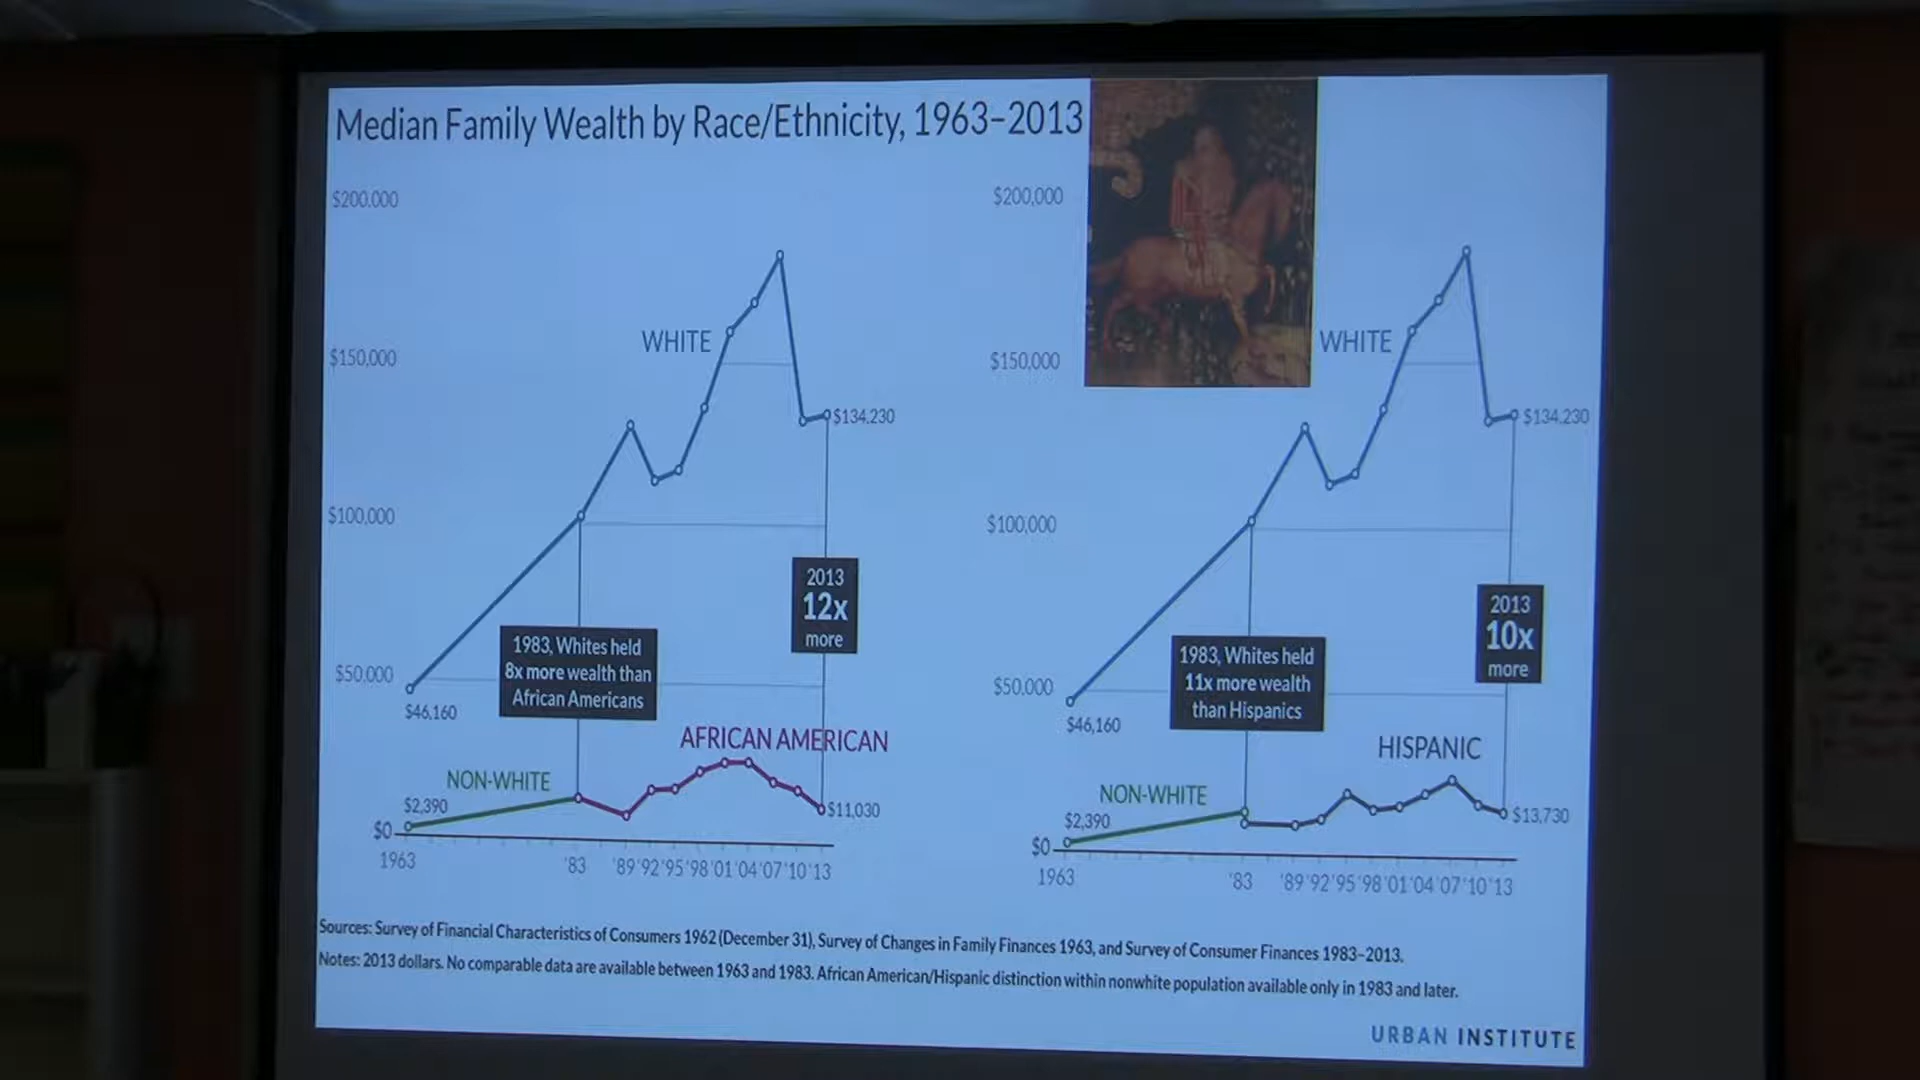 Median Family Wealth by Race/Ethnicity, 1963–2013
$200,000
$150,000
$100,000
$50,000
$0
WHITE
$134,230
2013
12x
more
1983, Whites held
8x more wealth than
African Americans
$46,160
AFRICAN AMERICAN
NON-WHITE
$2,390
$11,030
1963 '83 '89 '92 '95 '98 '01 '04 '07 '10 '13
$200,000
$150,000
$100,000
$50,000
$0
WHITE
$134,230
2013
10x
more
1983, Whites held
11x more wealth
than Hispanics
$46,160
HISPANIC
NON-WHITE
$2,390
$13,730
1963 '83 '89 '92 '95 '98 '01 '04 '07 '10 '13
Sources: Survey of Financial Characteristics of Consumers 1962 (December 31), Survey of Changes in Family Finances 1963, and Survey of Consumer Finances 1983–2013.
Notes: 2013 dollars. No comparable data are available between 1963 and 1983. African American/Hispanic distinction within nonwhite population available only in 1983 and later.
URBAN INSTITUTE